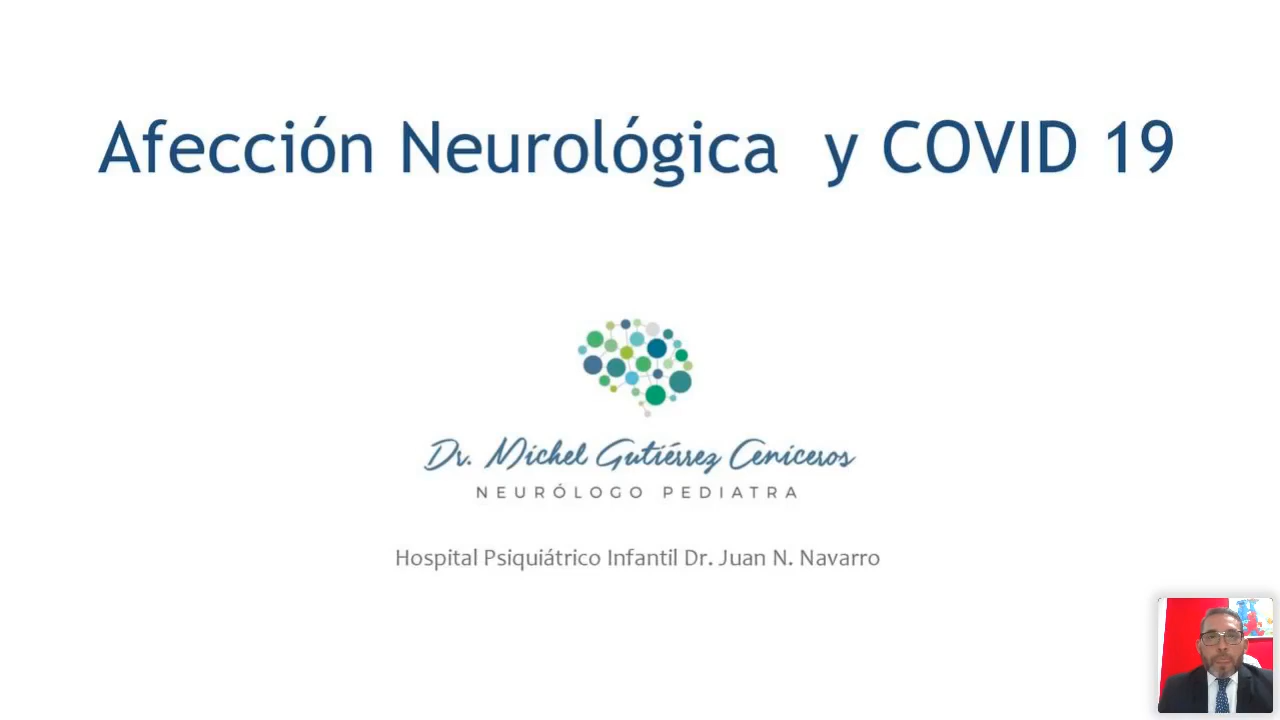 Afección Neurológica y COVID 19
Dr. Michel Gutiérrez Ceniceros
NEURÓLOGO PEDIATRA
Hospital Psiquiátrico Infantil Dr. Juan N. Navarro